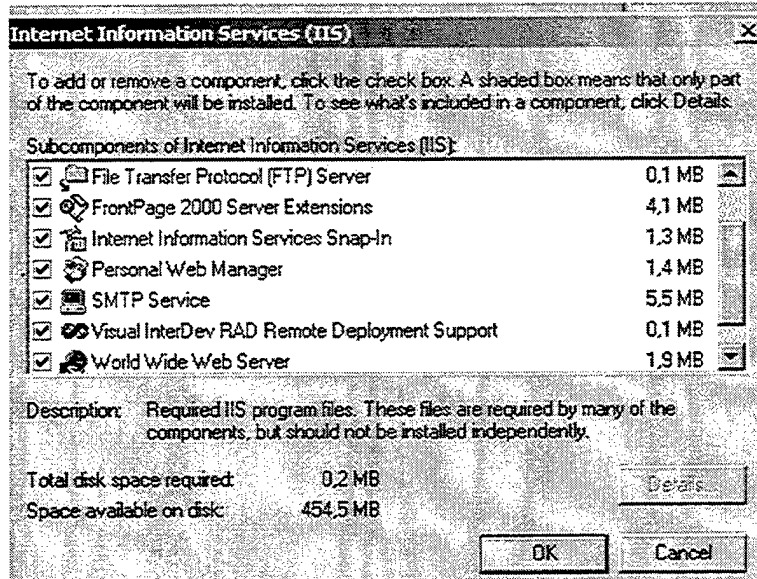 Internet Information Services (IIS)
To add or remove a component, click the check box. A shaded box means that only part
of the component will be installed. To see what's included in a component, click Details.
Subcomponents of Internet Information Services (IIS):
File Transfer Protocol (FTP) Server 0,1 MB
FrontPage 2000 Server Extensions 4,1 MB
Internet Information Services Snap-In 1,3 MB
Personal Web Manager 1,4 MB
SMTP Service 5,5 MB
Visual InterDev RAD Remote Deployment Support 0,1 MB
World Wide Web Server 1,9 MB
Description: Required IIS program files. These files are required by many of the
components, but should not be installed independently.
Total disk space required: 0,2 MB
Space available on disk: 454,5 MB
Details...
OK Cancel